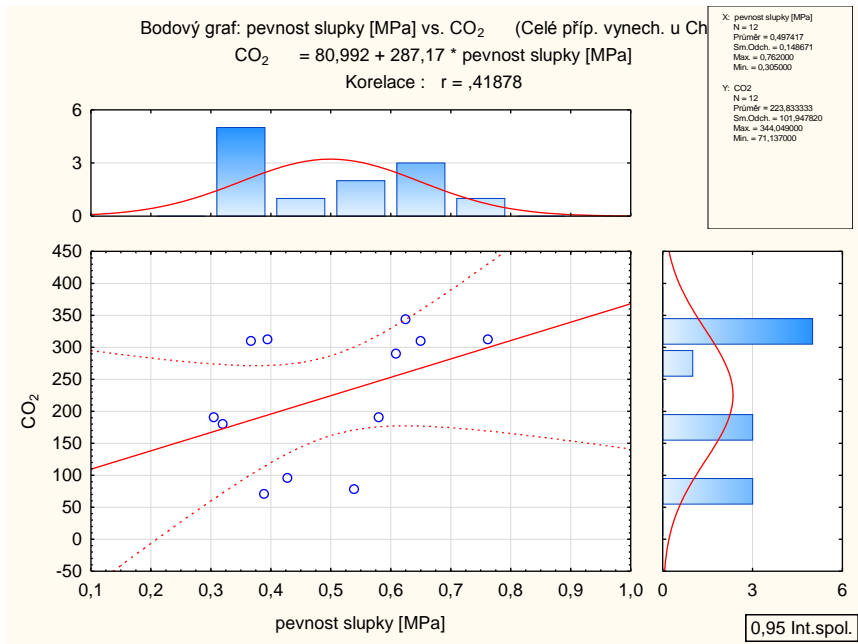 Bodový graf: pevnost slupky [MPa] vs. CO2 (Celé příp. vynech. u Ch
CO2 = 80,992 + 287,17 * pevnost slupky [MPa]
Korelace : r = ,41878
X: pevnost slupky [MPa]
N = 12
Průměr = 0,497417
Sm.Odch. = 0,148671
Max. = 0,762000
Min. = 0,305000
Y: CO2
N = 12
Průměr = 223,833333
Sm.Odch. = 101,947820
Max. = 344,049000
Min. = 71,137000
6
3
0
450
400
350
300
250
200
150
100
50
0
-50
CO2
0,1 0,2 0,3 0,4 0,5 0,6 0,7 0,8 0,9 1,0
pevnost slupky [MPa]
0 3 6
0,95 Int.spol.